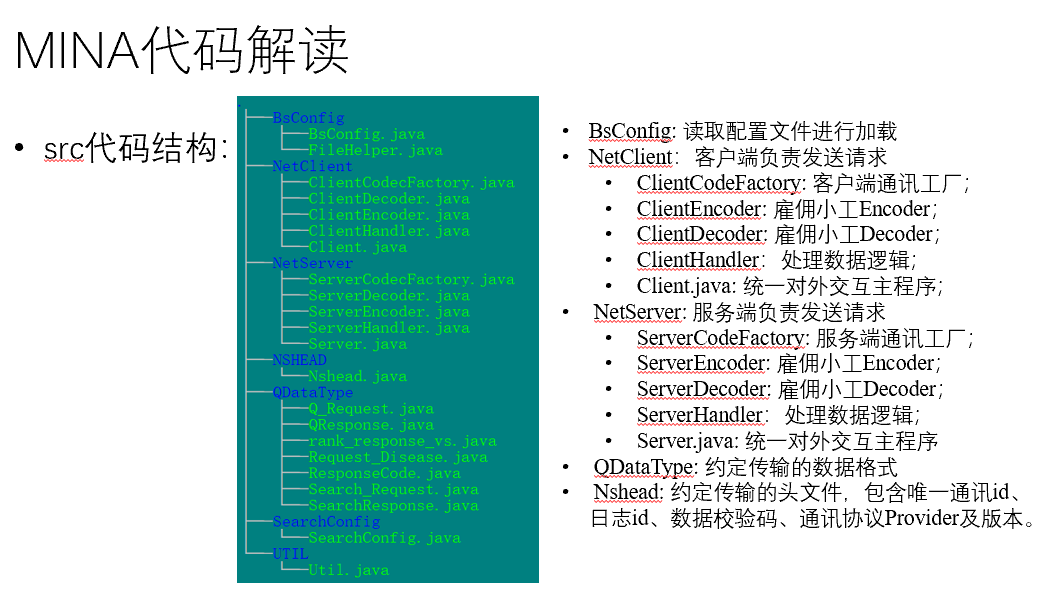 MINA代码解读
• src代码结构：
.
├──BsConfig
│ ├──BsConfig.java
│ └──FileHelper.java
├──NetClient
│ ├──ClientCodecFactory.java
│ ├──ClientDecoder.java
│ ├──ClientEncoder.java
│ ├──ClientHandler.java
│ └──Client.java
├──NetServer
│ ├──ServerCodecFactory.java
│ ├──ServerDecoder.java
│ ├──ServerEncoder.java
│ ├──ServerHandler.java
│ └──Server.java
├──NSHEAD
│ └──Nshead.java
├──QDataType
│ ├──Q_Request.java
│ ├──QResponse.java
│ ├──rank_response_vs.java
│ ├──Request_Disease.java
│ ├──ResponseCode.java
│ ├──Search_Request.java
│ └──SearchResponse.java
├──SearchConfig
│ └──SearchConfig.java
└──UTIL
└──Util.java
• BsConfig: 读取配置文件进行加载
• NetClient：客户端负责发送请求
• ClientCodeFactory: 客户端通讯工厂；
• ClientEncoder: 雇佣小工Encoder；
• ClientDecoder: 雇佣小工Decoder；
• ClientHandler：处理数据逻辑；
• Client.java: 统一对外交互主程序；
• NetServer: 服务端负责发送请求
• ServerCodeFactory: 服务端通讯工厂；
• ServerEncoder: 雇佣小工Encoder；
• ServerDecoder: 雇佣小工Decoder；
• ServerHandler：处理数据逻辑；
• Server.java: 统一对外交互主程序
• QDataType: 约定传输的数据格式
• Nshead: 约定传输的头文件，包含唯一通讯id、
日志id、数据校验码、通讯协议Provider及版本。